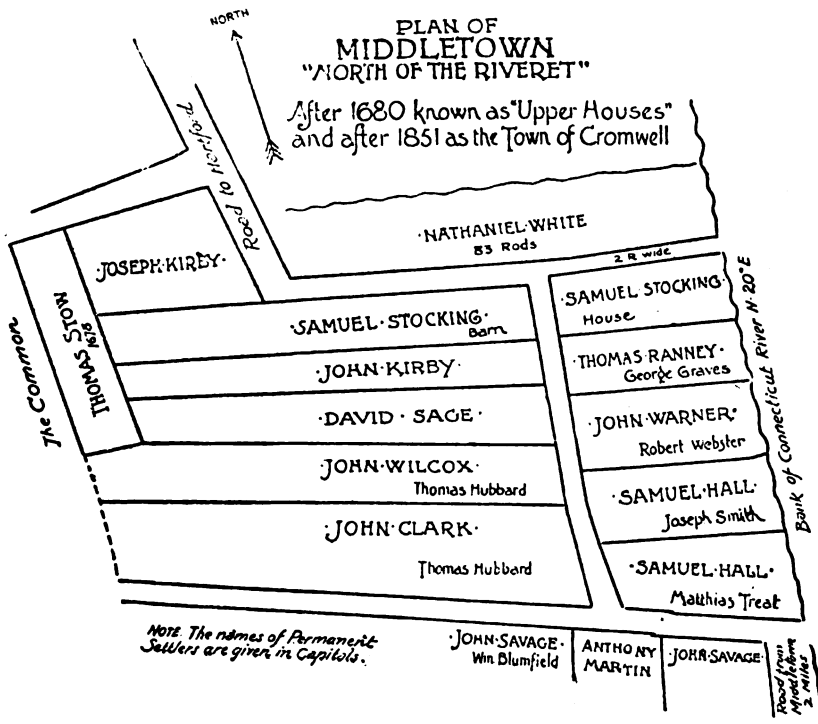 NORTH
PLAN OF
MIDDLETOWN
"NORTH OF THE RIVERET"
After 1680 known as "Upper Houses"
and after 1851 as the Town of Cromwell
Road to Hartford
·NATHANIEL·WHITE
83 Rods
2 R wide
·JOSEPH·KIRBY·
THOMAS STOW
1678
The Common
·SAMUEL·STOCKING·
Barn
·JOHN·KIRBY·
·DAVID·SAGE·
·JOHN·WILCOX·
Thomas Hubbard
·JOHN·CLARK·
Thomas Hubbard
·SAMUEL STOCKING·
House
·THOMAS RANNEY·
George Graves
·JOHN·WARNER·
Robert Webster
·SAMUEL·HALL·
Joseph Smith
·SAMUEL·HALL·
Matthias Treat
Bank of Connecticut River N·20°E
NOTE. The names of Permanent
Settlers are given in Capitols.
·JOHN·SAVAGE·
Wm Blumfield
ANTHONY
MARTIN
·JOHN·SAVAGE·
Road from
Middletown
2 Miles